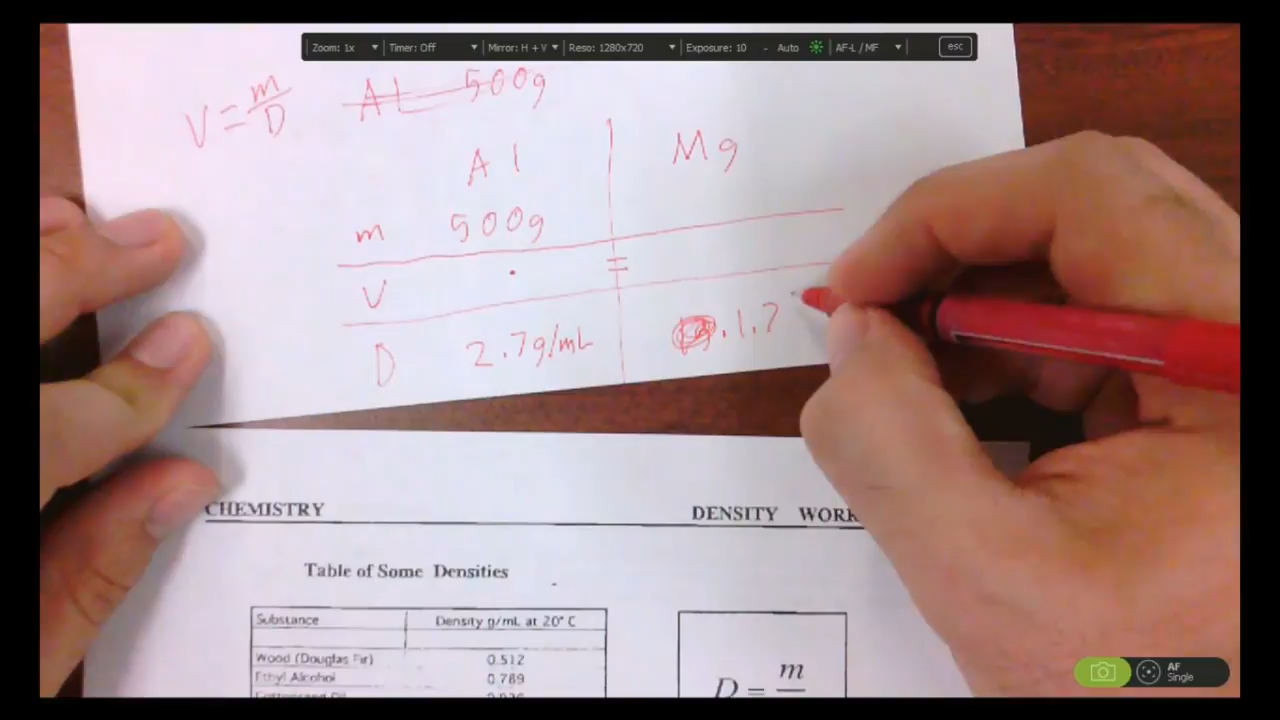 Zoom: 1x Timer: Off Mirror: H + V Reso: 1280x720 Exposure: 10 - Auto AF-L / MF esc
V = m/D Al 500g
Al Mg
m 500g
V . =
D 2.7g/mL .1.7
CHEMISTRY DENSITY
Table of Some Densities
Substance Density g/mL at 20° C
Wood (Douglas Fir) 0.512
Ethyl Alcohol 0.789
D = m
AF
Single